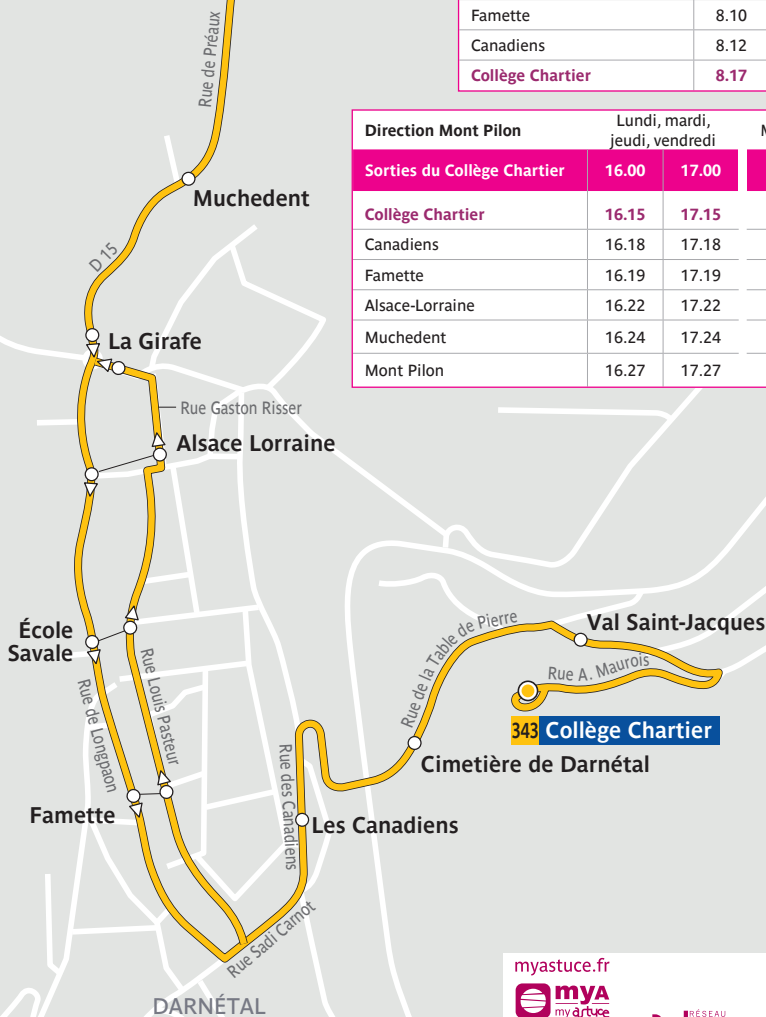 Famette 8.10
Canadiens 8.12
Collège Chartier 8.17
Direction Mont Pilon Lundi, mardi, jeudi, vendredi
Sorties du Collège Chartier 16.00 17.00
Collège Chartier 16.15 17.15
Canadiens 16.18 17.18
Famette 16.19 17.19
Alsace-Lorraine 16.22 17.22
Muchedent 16.24 17.24
Mont Pilon 16.27 17.27
Rue de Préaux
Muchedent
D 15
La Girafe
Rue Gaston Risser
Alsace Lorraine
École
Savale
Rue Louis Pasteur
Rue de Longpaon
Famette
Rue de la Table de Pierre
Val Saint-Jacques
Rue A. Maurois
343 Collège Chartier
Cimetière de Darnétal
Rue des Canadiens
Les Canadiens
Rue Sadi Carnot
DARNÉTAL
myastuce.fr
myA
my artuce
RÉSEAU